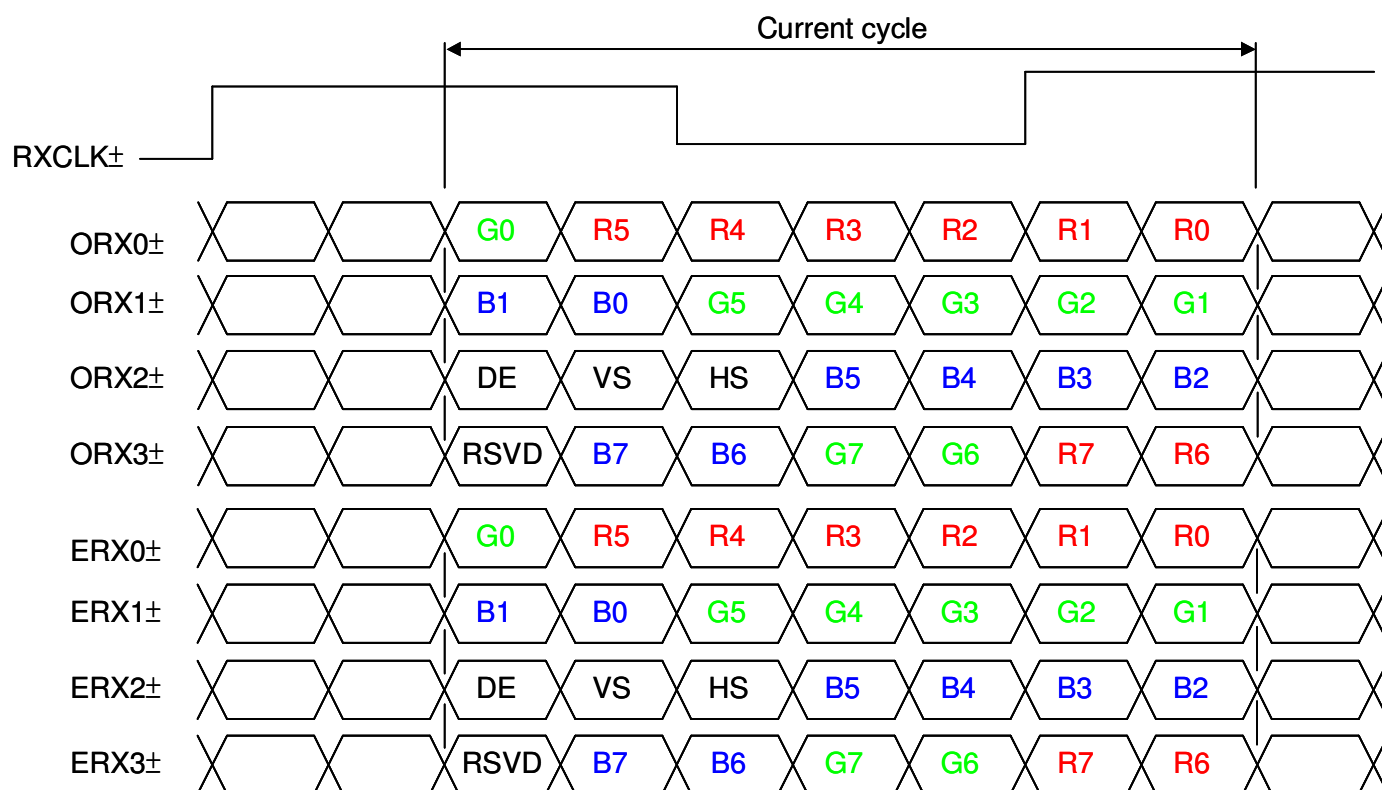 Current cycle
RXCLK±
ORX0± G0 R5 R4 R3 R2 R1 R0
ORX1± B1 B0 G5 G4 G3 G2 G1
ORX2± DE VS HS B5 B4 B3 B2
ORX3± RSVD B7 B6 G7 G6 R7 R6
ERX0± G0 R5 R4 R3 R2 R1 R0
ERX1± B1 B0 G5 G4 G3 G2 G1
ERX2± DE VS HS B5 B4 B3 B2
ERX3± RSVD B7 B6 G7 G6 R7 R6